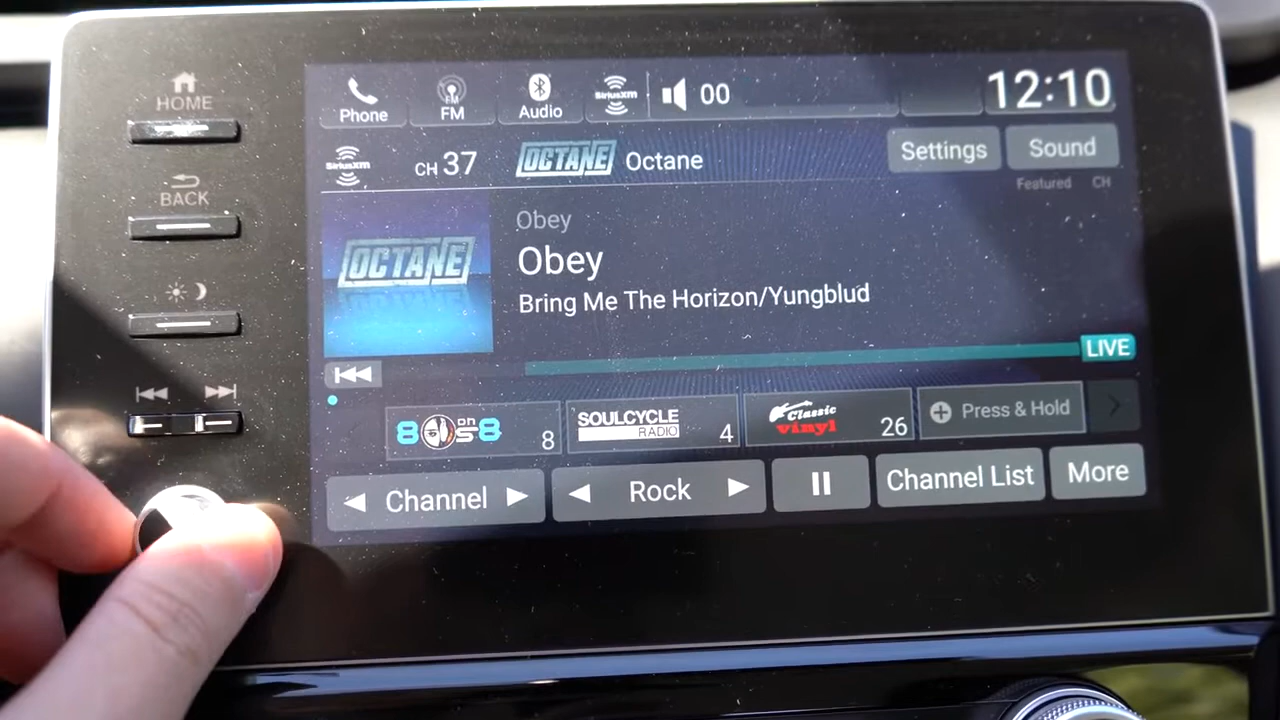 HOME
BACK
Phone
FM
FM
Audio
SiriusXM
00
12:10
SiriusXM
CH 37
OCTANE
Octane
Settings
Sound
Featured CH
OCTANE
Obey
Obey
Bring Me The Horizon/Yungblud
LIVE
80s on 8
8
SOULCYCLE
RADIO
4
Classic
vinyl
26
Press & Hold
Channel
Rock
Channel List
More